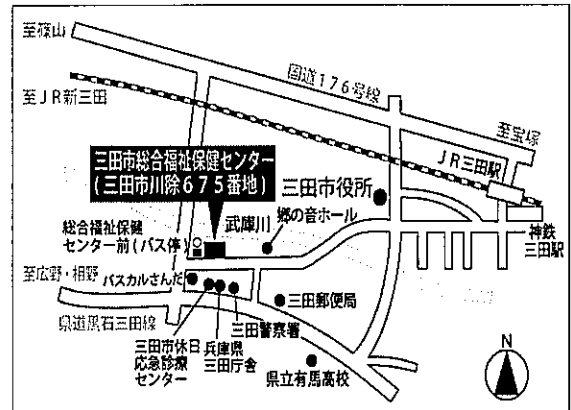 至篠山
国道176号線
至JR新三田
至宝塚
JR三田駅
三田市総合福祉保健センター
(三田市川除675番地)
三田市役所
武庫川
郷の音ホール
総合福祉保健
センター前(バス停)
神鉄
三田駅
至広野・相野
パスカルさんだ
三田郵便局
県道黒石三田線
三田警察署
三田市休日
応急診療
センター
兵庫県
三田庁舎
県立有馬高校
N